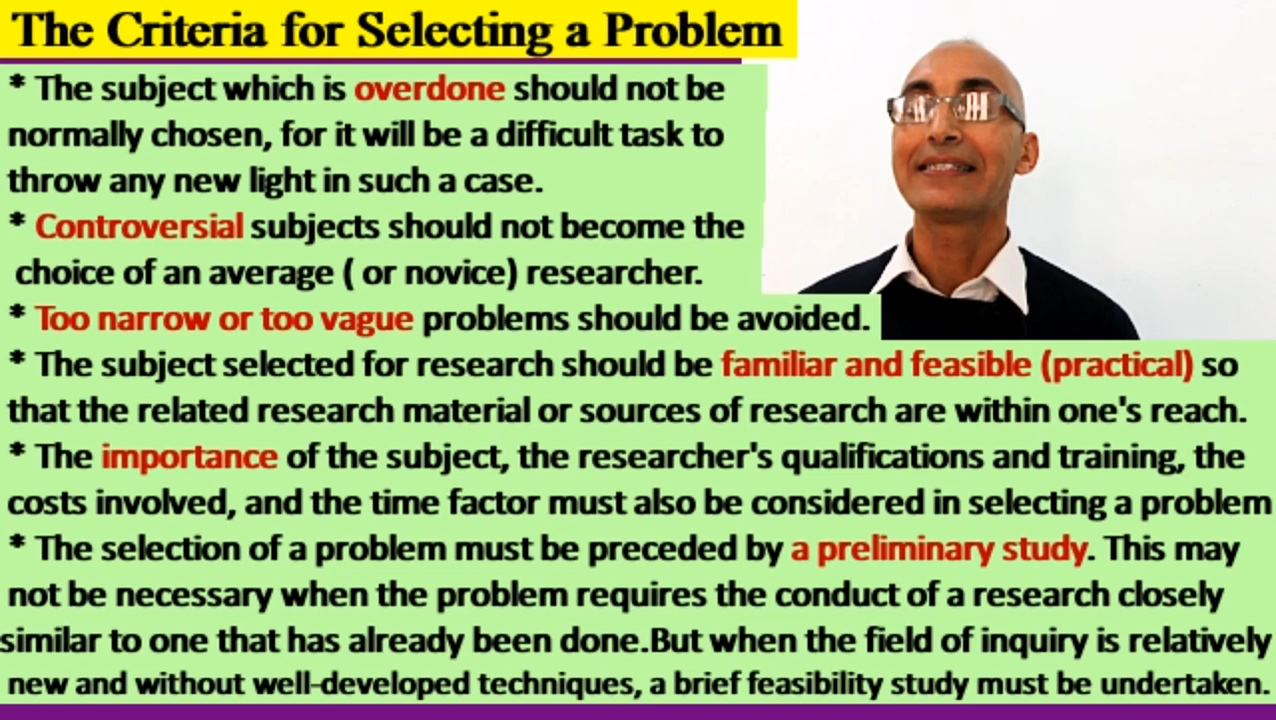 The Criteria for Selecting a Problem
* The subject which is overdone should not be
normally chosen, for it will be a difficult task to
throw any new light in such a case.
* Controversial subjects should not become the
choice of an average ( or novice) researcher.
* Too narrow or too vague problems should be avoided.
* The subject selected for research should be familiar and feasible (practical) so
that the related research material or sources of research are within one's reach.
* The importance of the subject, the researcher's qualifications and training, the
costs involved, and the time factor must also be considered in selecting a problem
* The selection of a problem must be preceded by a preliminary study. This may
not be necessary when the problem requires the conduct of a research closely
similar to one that has already been done.But when the field of inquiry is relatively
new and without well-developed techniques, a brief feasibility study must be undertaken.